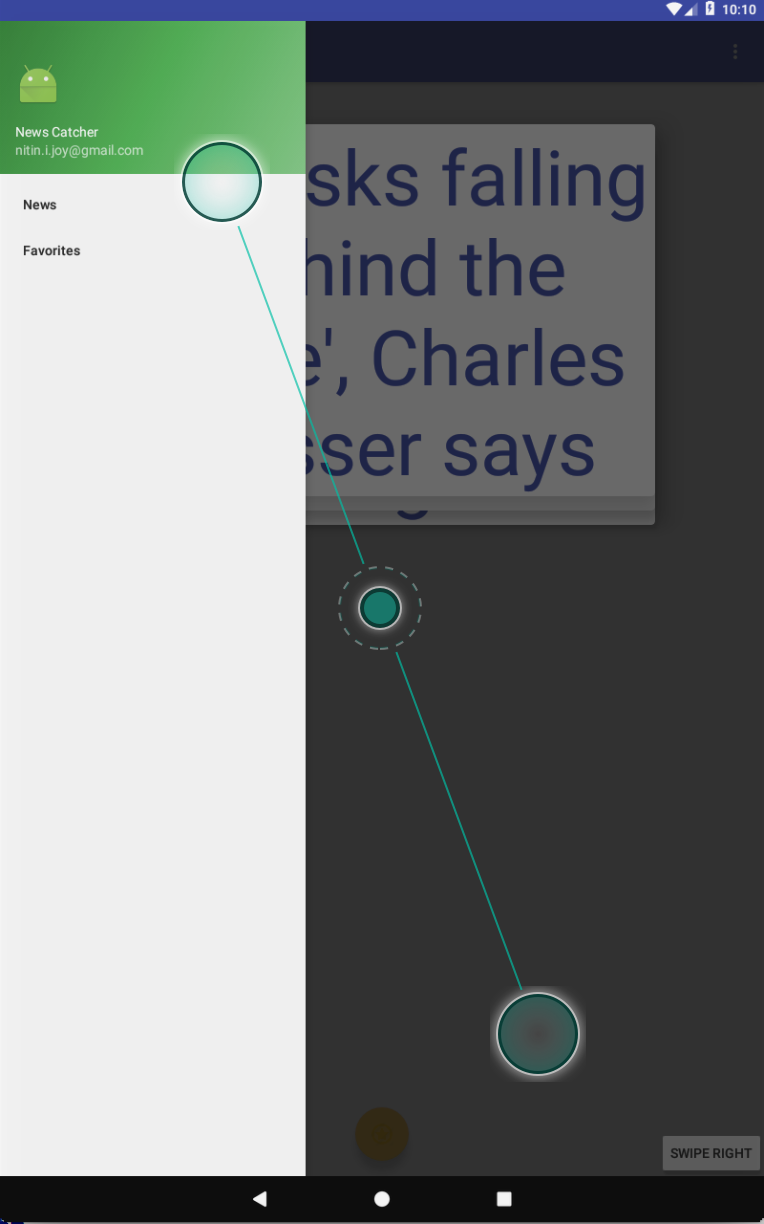 10:10
News Catcher
nitin.i.joy@gmail.com
News
Favorites
sks falling
hind the
e', Charles
sser says
SWIPE RIGHT